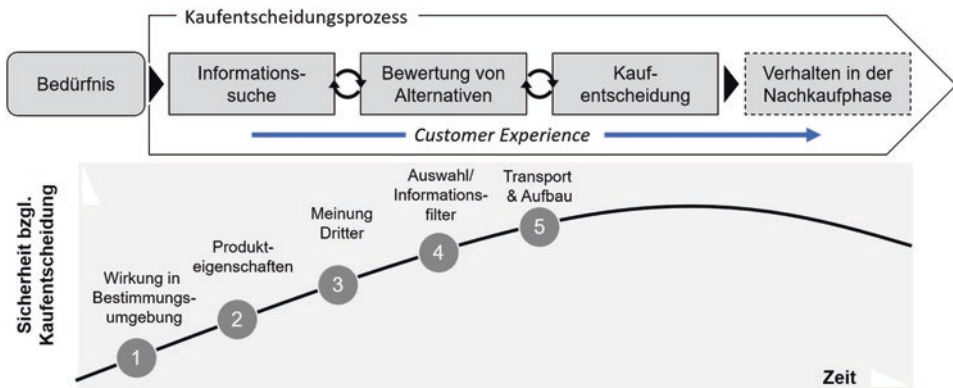 Kaufentscheidungsprozess
Bedürfnis
Informations-
suche
Bewertung von
Alternativen
Kauf-
entscheidung
Verhalten in der
Nachkaufphase
Customer Experience
Sicherheit bzgl.
Kaufentscheidung
Wirkung in
Bestimmungs-
umgebung
1
Produkt-
eigenschaften
2
Meinung
Dritter
3
Auswahl/
Informations-
filter
4
Transport
& Aufbau
5
Zeit